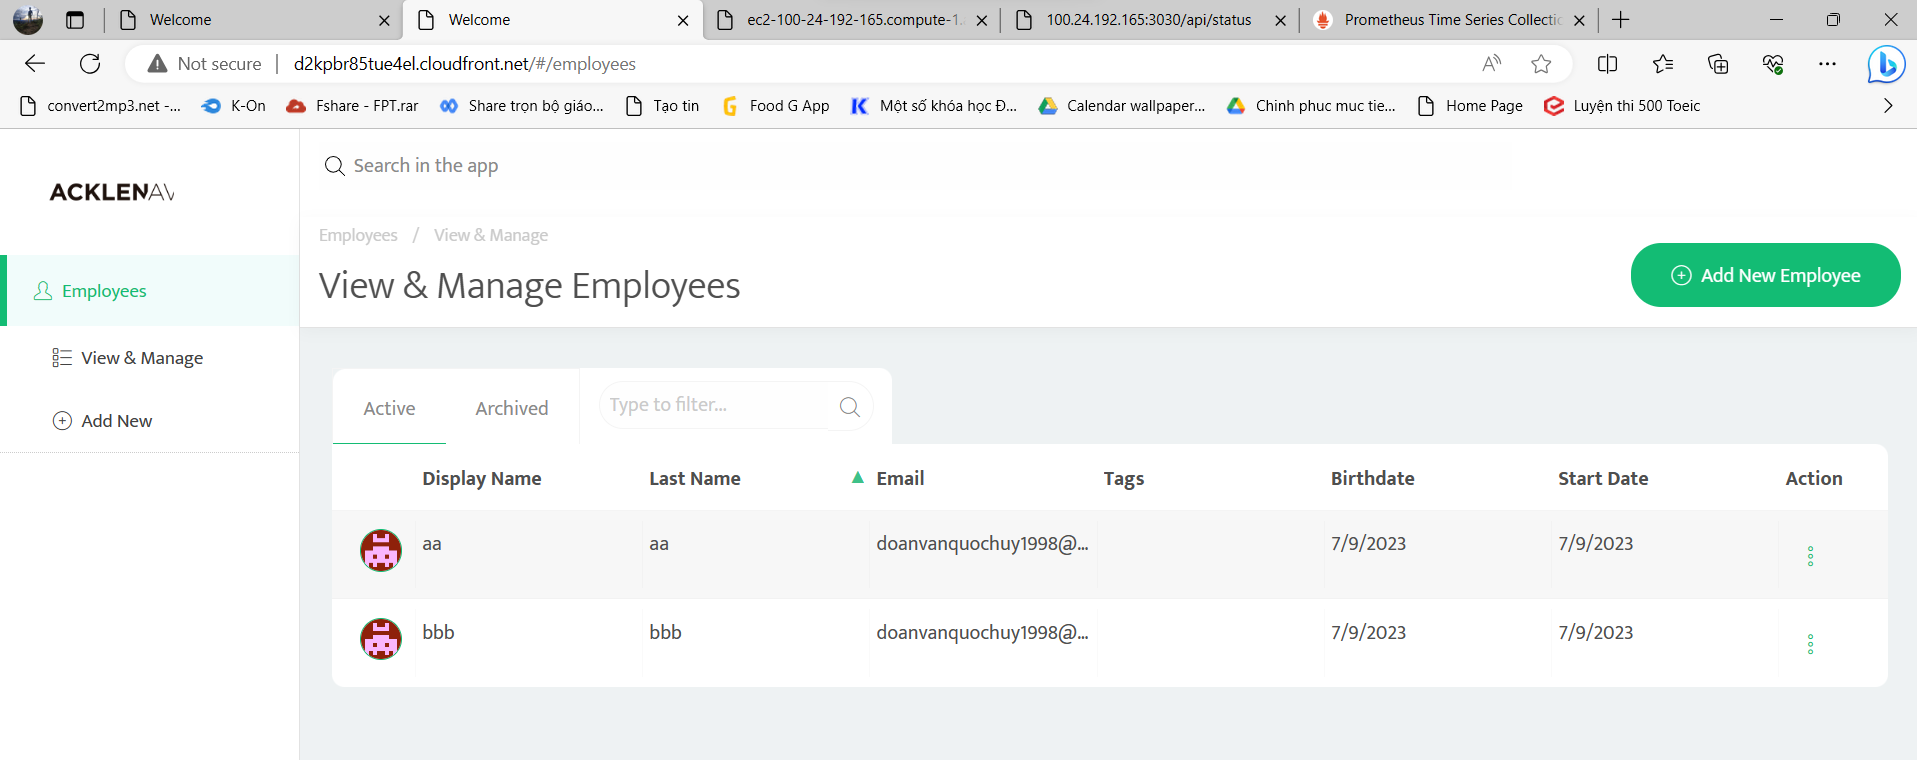 Welcome
Welcome
ec2-100-24-192-165.compute-1.
100.24.192.165:3030/api/status
Prometheus Time Series Collectio
Not secure
d2kpbr85tue4el.cloudfront.net/#/employees
convert2mp3.net -...
K-On
Fshare - FPT.rar
Share trọn bộ giáo...
Tạo tin
Food G App
Một số khóa học Đ...
Calendar wallpaper...
Chinh phuc muc tie...
Home Page
Luyện thi 500 Toeic
ACKLENAV
Search in the app
Employees / View & Manage
View & Manage Employees
Add New Employee
Employees
View & Manage
Add New
Active
Archived
Type to filter...
Display Name Last Name Email Tags Birthdate Start Date Action
aa aa doanvanquochuy1998@... 7/9/2023 7/9/2023
bbb bbb doanvanquochuy1998@... 7/9/2023 7/9/2023